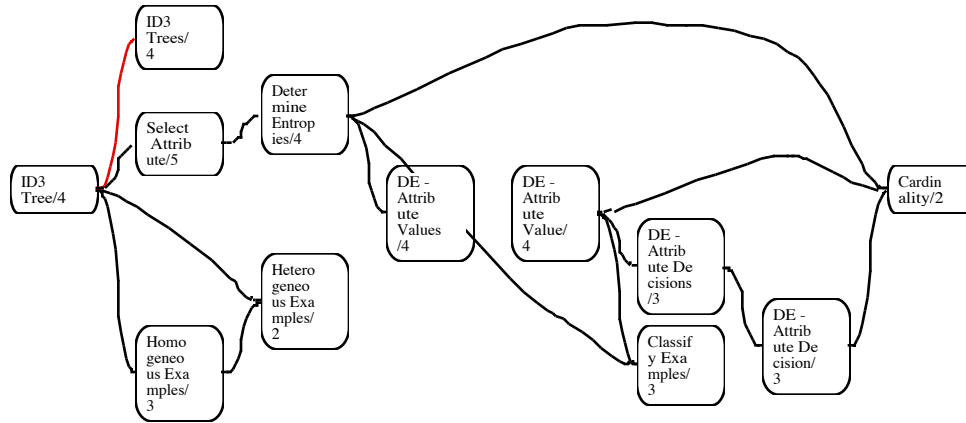 ID3
Trees/
4
Select
Attrib
ute/5
Deter
mine
Entrop
ies/4
ID3
Tree/4
DE -
Attrib
ute
Values
/4
DE -
Attrib
ute
Value/
4
Cardin
ality/2
DE -
Attrib
ute De
cisions
/3
Hetero
geneo
us Exa
mples/
2
DE -
Attrib
ute De
cision/
3
Homo
geneo
us Exa
mples/
3
Classif
y Exa
mples/
3